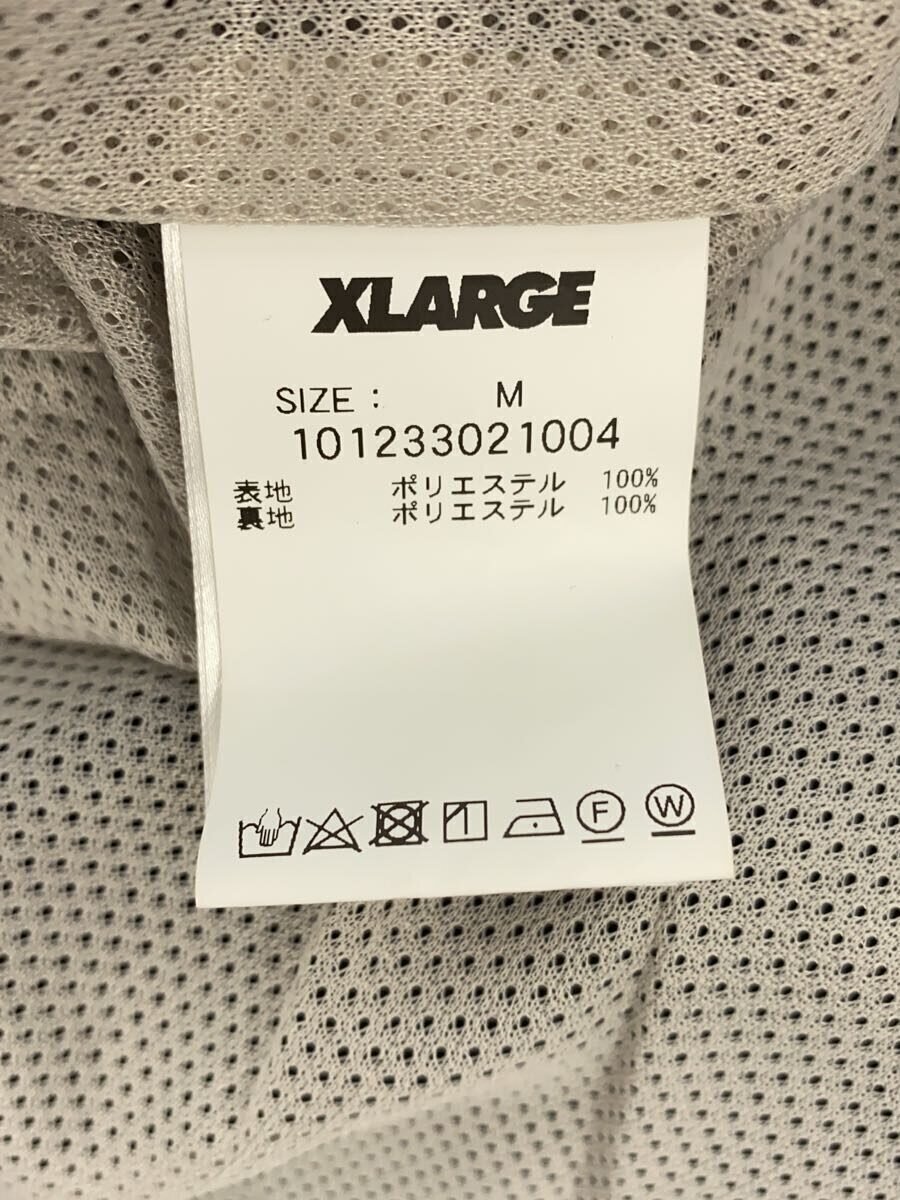 XLARGE
SIZE : M
101233021004
表地 ポリエステル 100%
裏地 ポリエステル 100%
F W